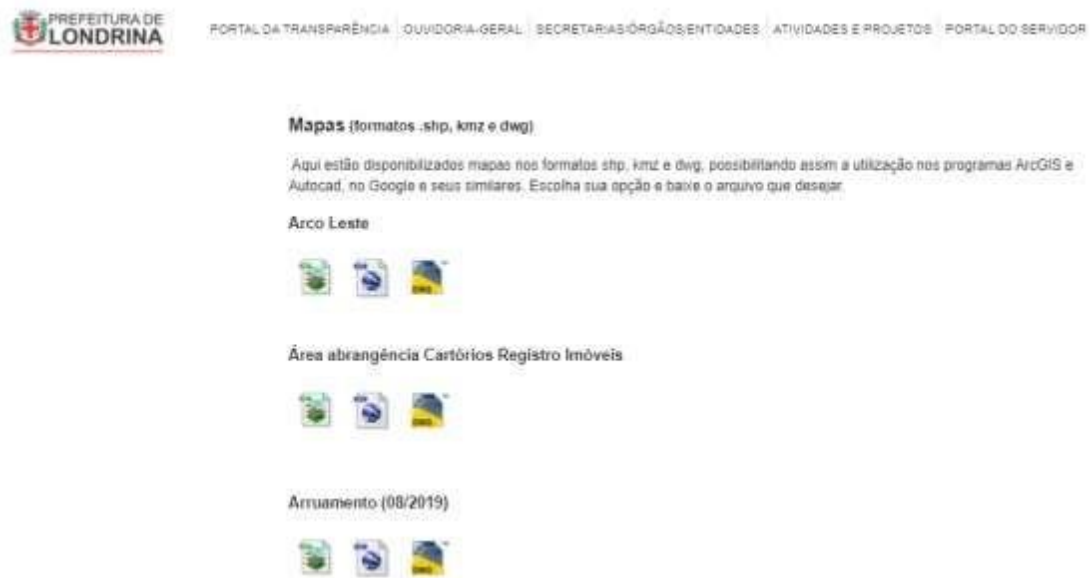 PREFEITURA DE
LONDRINA
PORTAL DA TRANSPARÊNCIA OUVIDORIA-GERAL SECRETARIAS/ÓRGÃOS/ENTIDADES ATIVIDADES E PROJETOS PORTAL DO SERVIDOR
Mapas (formatos .shp, kmz e dwg)
Aqui estão disponibilizados mapas nos formatos shp, kmz e dwg, possibilitando assim a utilização nos programas ArcGIS e
Autocad, no Google e seus similares. Escolha sua opção e baixe o arquivo que desejar.
Arco Leste
DWG
Área abrangência Cartórios Registro Imóveis
DWG
Arruamento (08/2019)
DWG